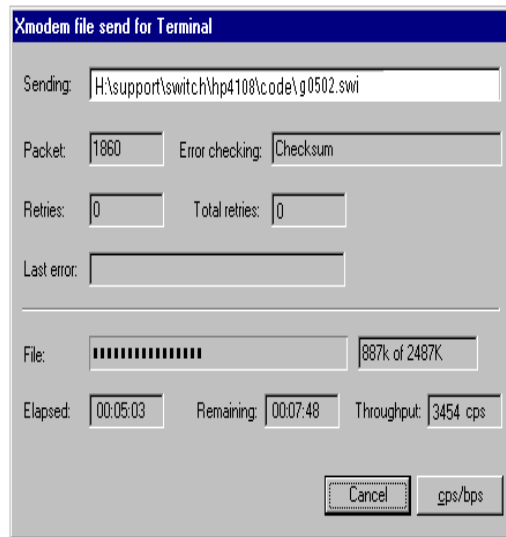 Xmodem file send for Terminal
Sending: H:\support\switch\hp4108\code\g0502.swi
Packet: 1860 Error checking: Checksum
Retries: 0 Total retries: 0
Last error:
File: 887k of 2487K
Elapsed: 00:05:03 Remaining: 00:07:48 Throughput: 3454 cps
Cancel cps/bps